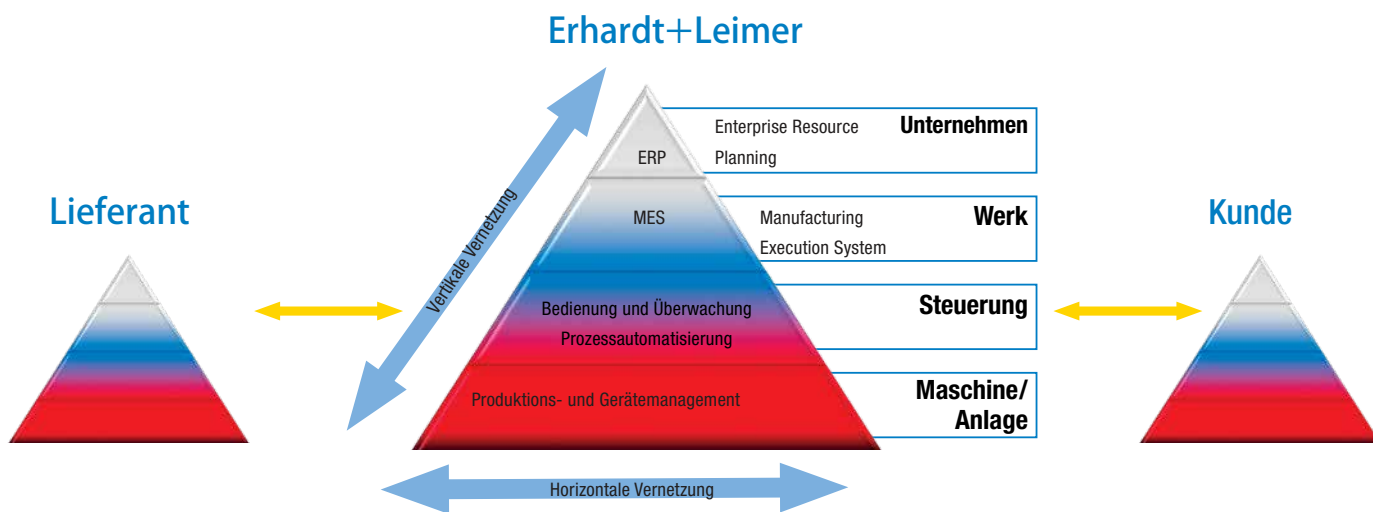 Erhardt+Leimer
Lieferant
Kunde
Vertikale Vernetzung
ERP
Enterprise Resource
Planning
Unternehmen
MES
Manufacturing
Execution System
Werk
Bedienung und Überwachung
Prozessautomatisierung
Steuerung
Produktions- und Gerätemanagement
Maschine/
Anlage
Horizontale Vernetzung